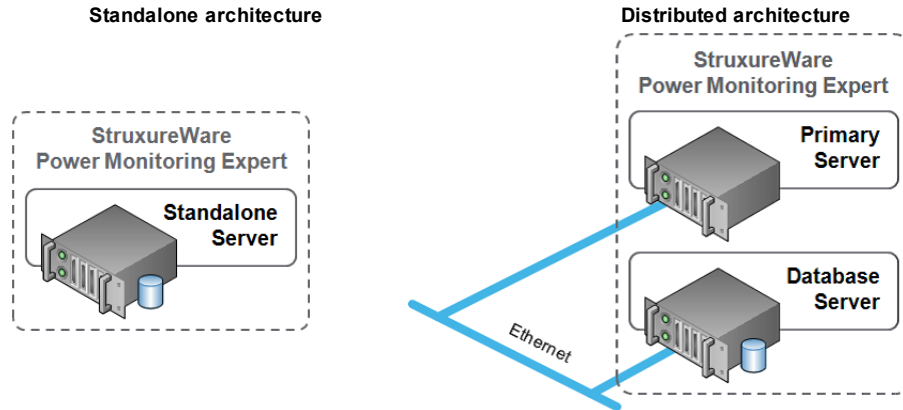 Standalone architecture
StruxureWare
Power Monitoring Expert
Standalone
Server
Distributed architecture
StruxureWare
Power Monitoring Expert
Primary
Server
Database
Server
Ethernet